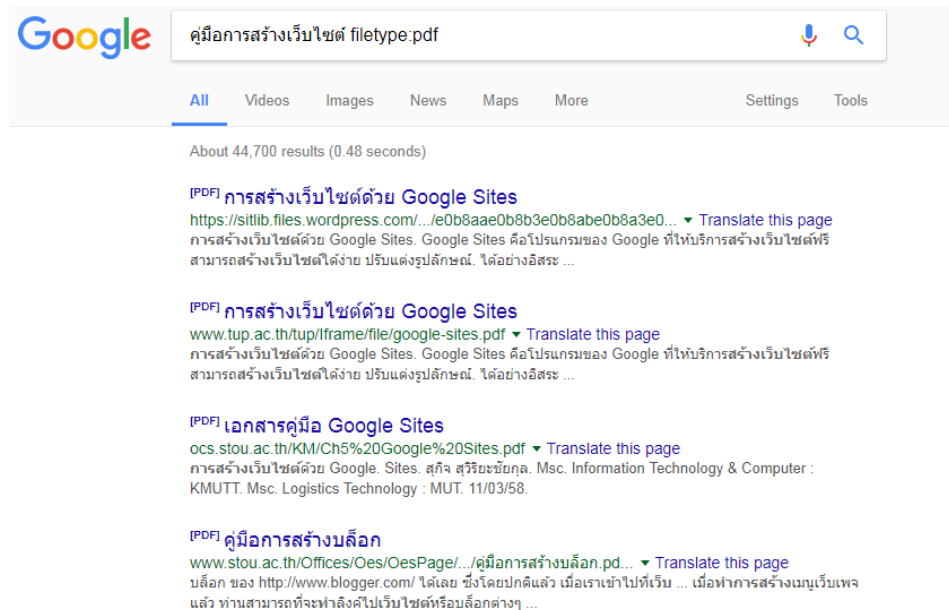 Google คู่มือการสร้างเว็บไซต์ filetype:pdf
All Videos Images News Maps More Settings Tools
About 44,700 results (0.48 seconds)
[PDF] การสร้างเว็บไซต์ด้วย Google Sites
https://sitlib.files.wordpress.com/.../e0b8aae0b8b3e0b8abe0b8a3e0... ▼ Translate this page
การสร้างเว็บไซต์ด้วย Google Sites. Google Sites คือโปรแกรมของ Google ที่ให้บริการสร้างเว็บไซต์ฟรี
สามารถสร้างเว็บไซต์ได้ง่าย ปรับแต่งรูปลักษณ์. ได้อย่างอิสระ ...
[PDF] การสร้างเว็บไซต์ด้วย Google Sites
www.tup.ac.th/tup/Iframe/file/google-sites.pdf ▼ Translate this page
การสร้างเว็บไซต์ด้วย Google Sites. Google Sites คือโปรแกรมของ Google ที่ให้บริการสร้างเว็บไซต์ฟรี
สามารถสร้างเว็บไซต์ได้ง่าย ปรับแต่งรูปลักษณ์. ได้อย่างอิสระ ...
[PDF] เอกสารคู่มือ Google Sites
ocs.stou.ac.th/KM/Ch5%20Google%20Sites.pdf ▼ Translate this page
การสร้างเว็บไซต์ด้วย Google. Sites. สุกิจ สุวิริยะชัยกุล. Msc. Information Technology & Computer :
KMUTT. Msc. Logistics Technology : MUT. 11/03/58.
[PDF] คู่มือการสร้างบล็อก
www.stou.ac.th/Offices/Oes/OesPage/.../คู่มือการสร้างบล็อก.pd... ▼ Translate this page
บล็อก ของ http://www.blogger.com/ ได้เลย ซึ่งโดยปกติแล้ว เมื่อเราเข้าไปที่เว็บ ... เมื่อทำการสร้างเมนูเว็บเพจ
แล้ว ท่านสามารถที่จะทำลิงค์ไปเว็บไซต์หรือบล็อกต่างๆ ...